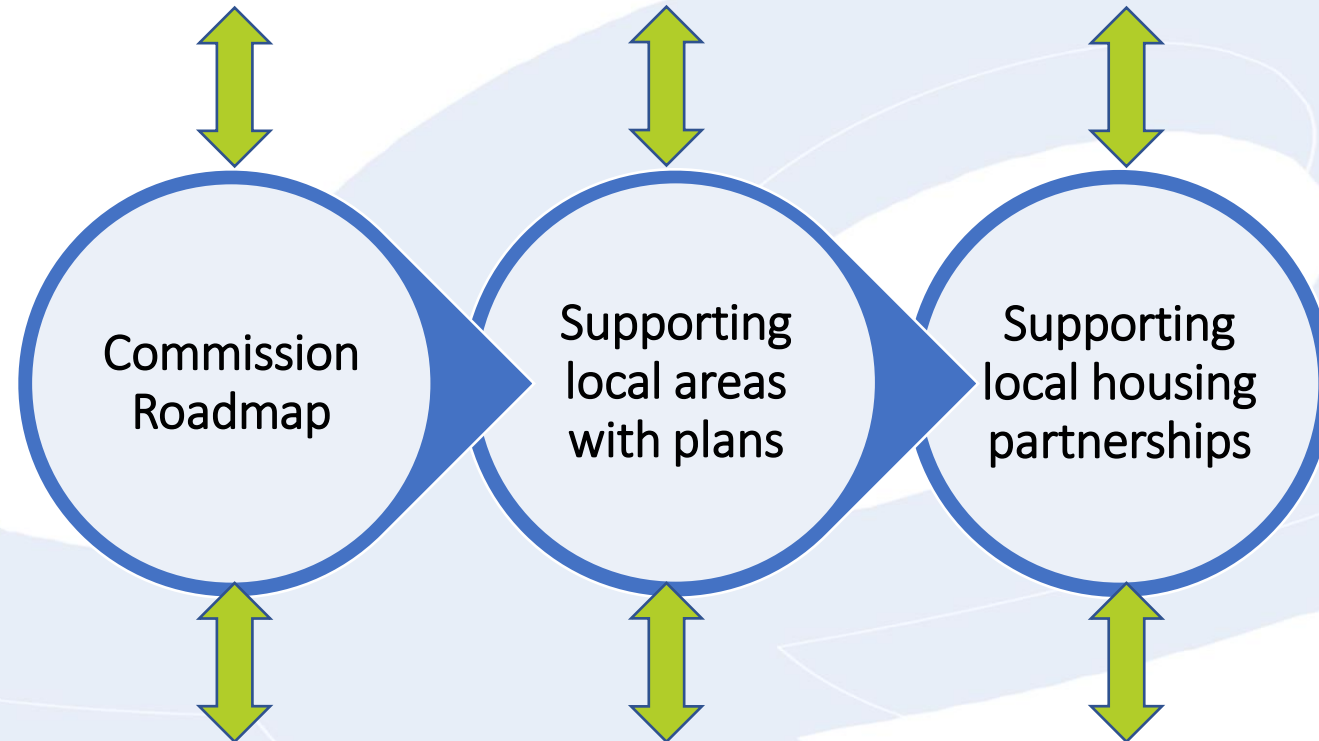 Commission
Roadmap
Supporting
local areas
with plans
Supporting
local housing
partnerships